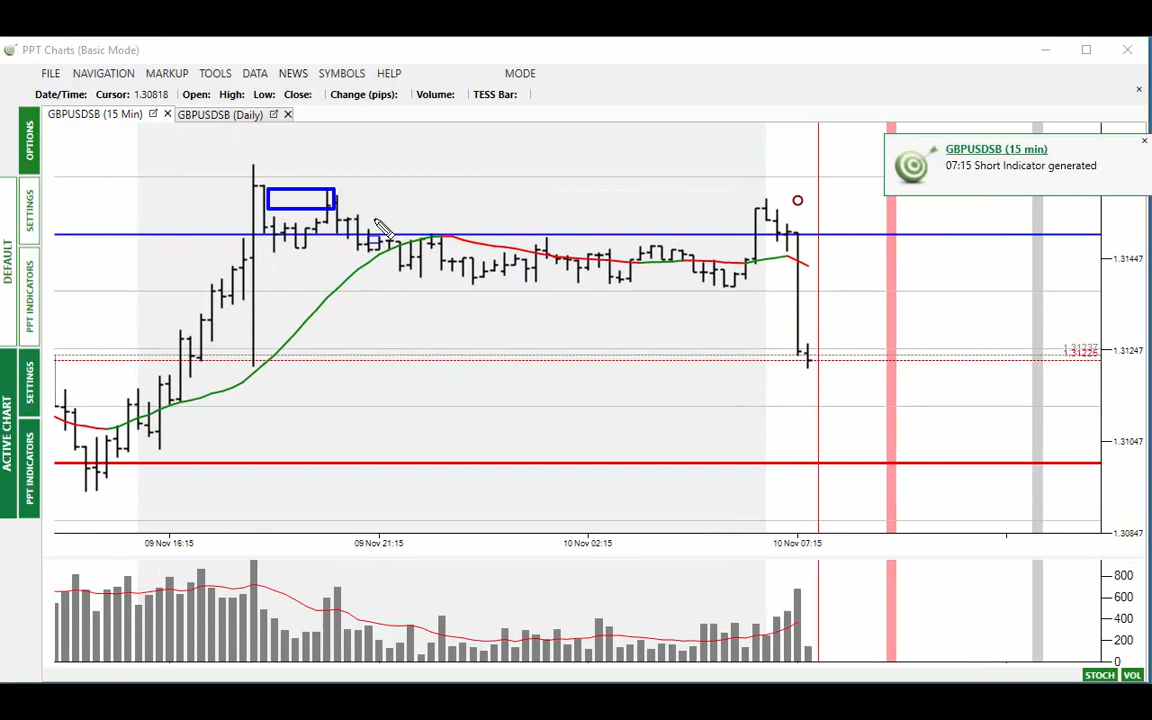 PPT Charts (Basic Mode)
FILE NAVIGATION MARKUP TOOLS DATA NEWS SYMBOLS HELP MODE
Date/Time: Cursor: 1.30818 Open: High: Low: Close: Change (pips): Volume: TESS Bar:
GBPUSDSB (15 Min) GBPUSDSB (Daily)
OPTIONS
SETTINGS
PPT INDICATORS
DEFAULT
SETTINGS
PPT INDICATORS
ACTIVE CHART
GBPUSDSB (15 min)
07:15 Short Indicator generated
1.31447
1.31237
1.31225
1.31247
1.31047
1.30847
09 Nov 16:15 09 Nov 21:15 10 Nov 02:15 10 Nov 07:15
800
600
400
200
0
STOCH VOL